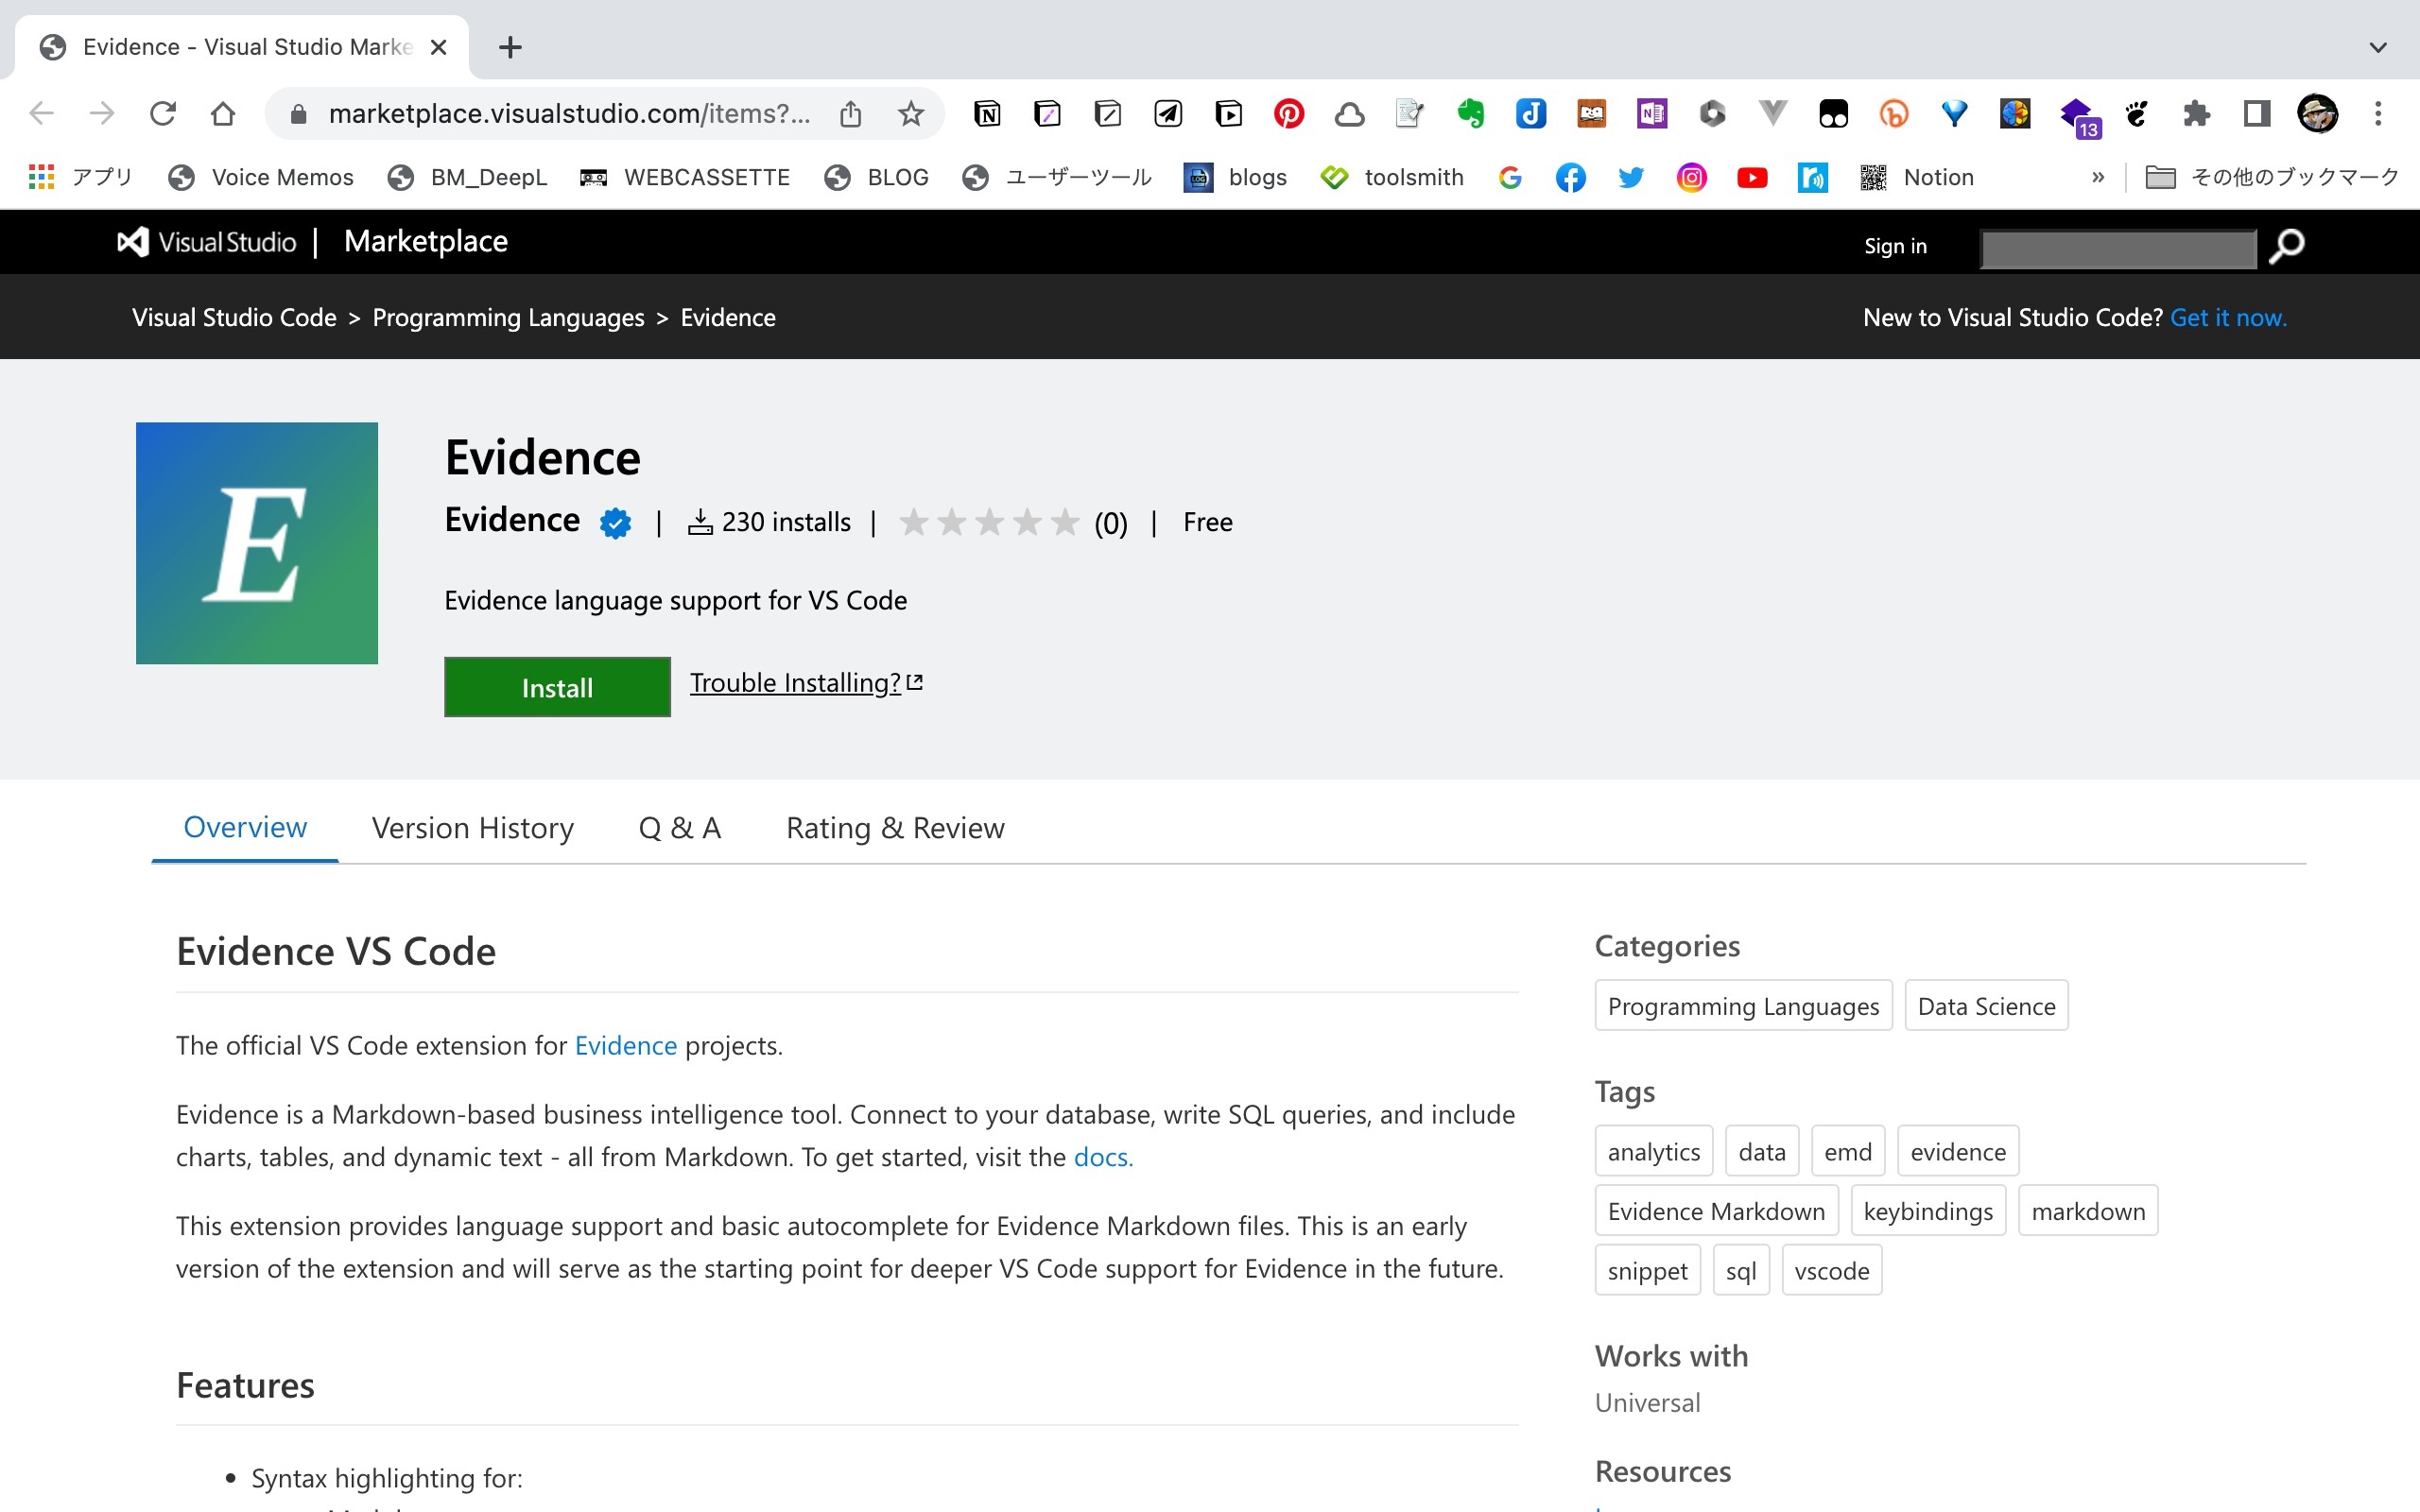 Evidence - Visual Studio Marke
marketplace.visualstudio.com/items?...
13
アプリ Voice Memos BM_DeepL WEBCASSETTE BLOG ユーザーツール blogs toolsmith Notion » その他のブックマーク
Visual Studio | Marketplace
Sign in
Visual Studio Code > Programming Languages > Evidence
New to Visual Studio Code? Get it now.
E
Evidence
Evidence | 230 installs | (0) | Free
Evidence language support for VS Code
Install Trouble Installing?
Overview Version History Q & A Rating & Review
Evidence VS Code
The official VS Code extension for Evidence projects.
Evidence is a Markdown-based business intelligence tool. Connect to your database, write SQL queries, and include
charts, tables, and dynamic text - all from Markdown. To get started, visit the docs.
This extension provides language support and basic autocomplete for Evidence Markdown files. This is an early
version of the extension and will serve as the starting point for deeper VS Code support for Evidence in the future.
Features
• Syntax highlighting for:
Categories
Programming Languages Data Science
Tags
analytics data emd evidence
Evidence Markdown keybindings markdown
snippet sql vscode
Works with
Universal
Resources